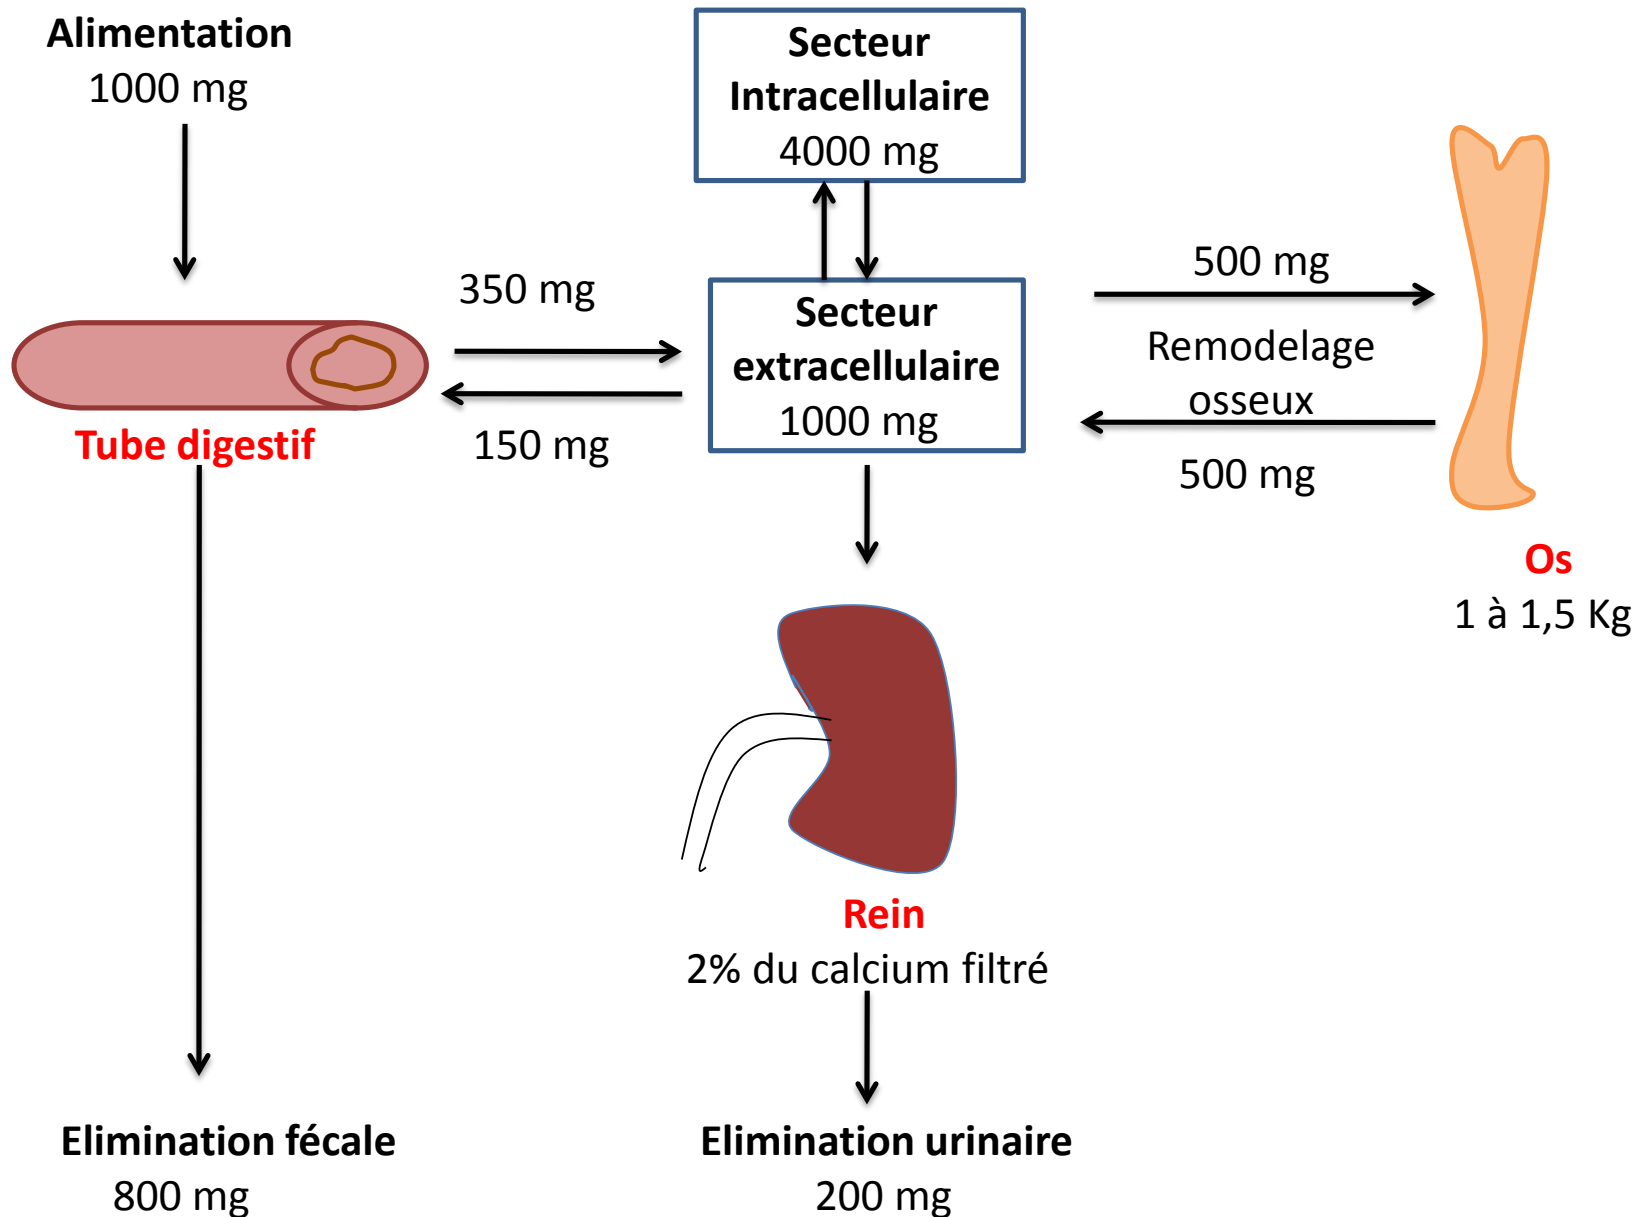 Alimentation
1000 mg
Secteur
Intracellulaire
4000 mg
350 mg
150 mg
Tube digestif
Secteur
extracellulaire
1000 mg
500 mg
Remodelage
osseux
500 mg
Os
1 à 1,5 Kg
Rein
2% du calcium filtré
Elimination fécale
800 mg
Elimination urinaire
200 mg